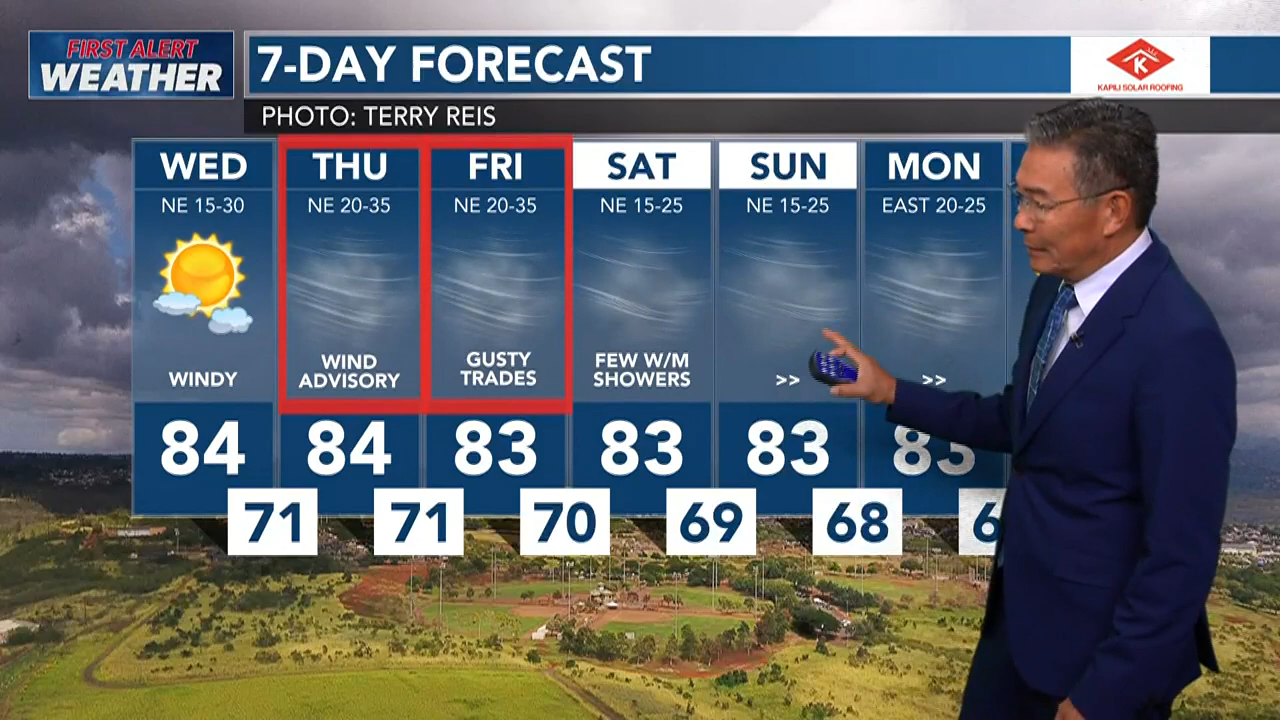 FIRST ALERT
WEATHER
7-DAY FORECAST
KAPILI SOLAR ROOFING
PHOTO: TERRY REIS
WED THU FRI SAT SUN MON
NE 15-30 NE 20-35 NE 20-35 NE 15-25 NE 15-25 EAST 20-25
WINDY
WIND
ADVISORY
GUSTY
TRADES
FEW W/M
SHOWERS
>>
>>
84 84 83 83 83 83
71 71 70 69 68